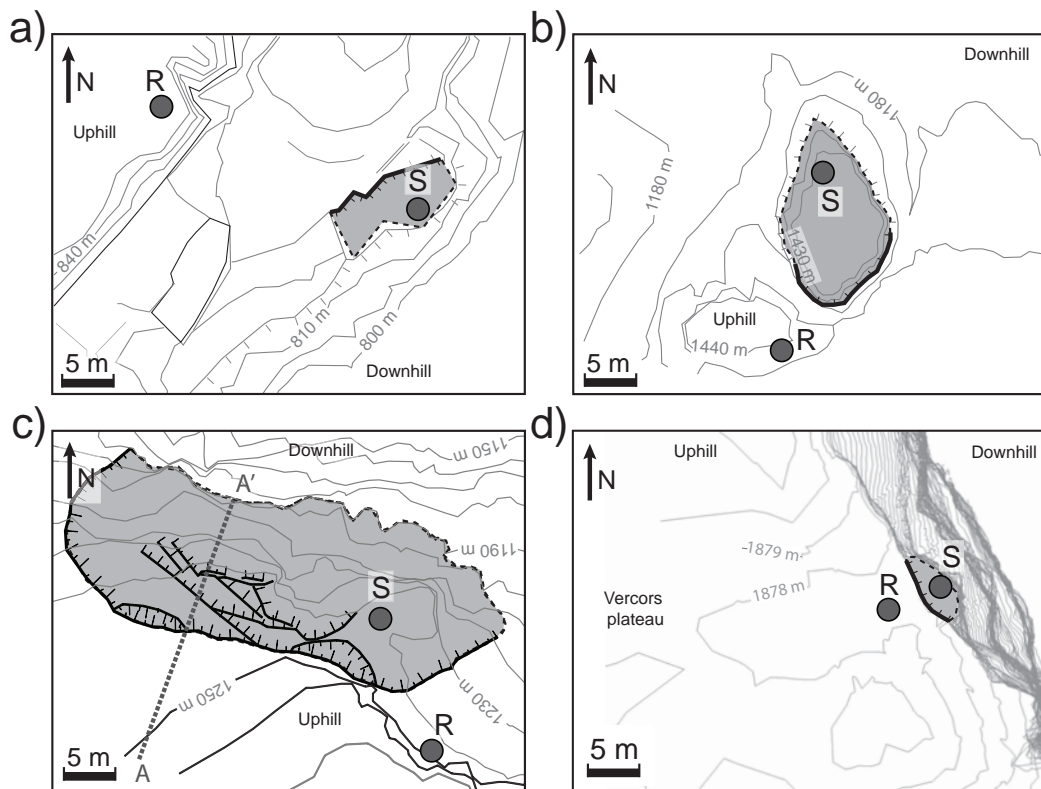 a)
N
R
Uphill
S
840 m
810 m
800 m
Downhill
5 m
b)
N
Downhill
1180 m
1180 m
S
1430 m
Uphill
1440 m
R
5 m
c)
N
Downhill
1150 m
A'
1190 m
S
1250 m
Uphill
1230 m
R
A
5 m
d)
N
Uphill
Downhill
1879 m
1878 m
S
R
Vercors
plateau
5 m